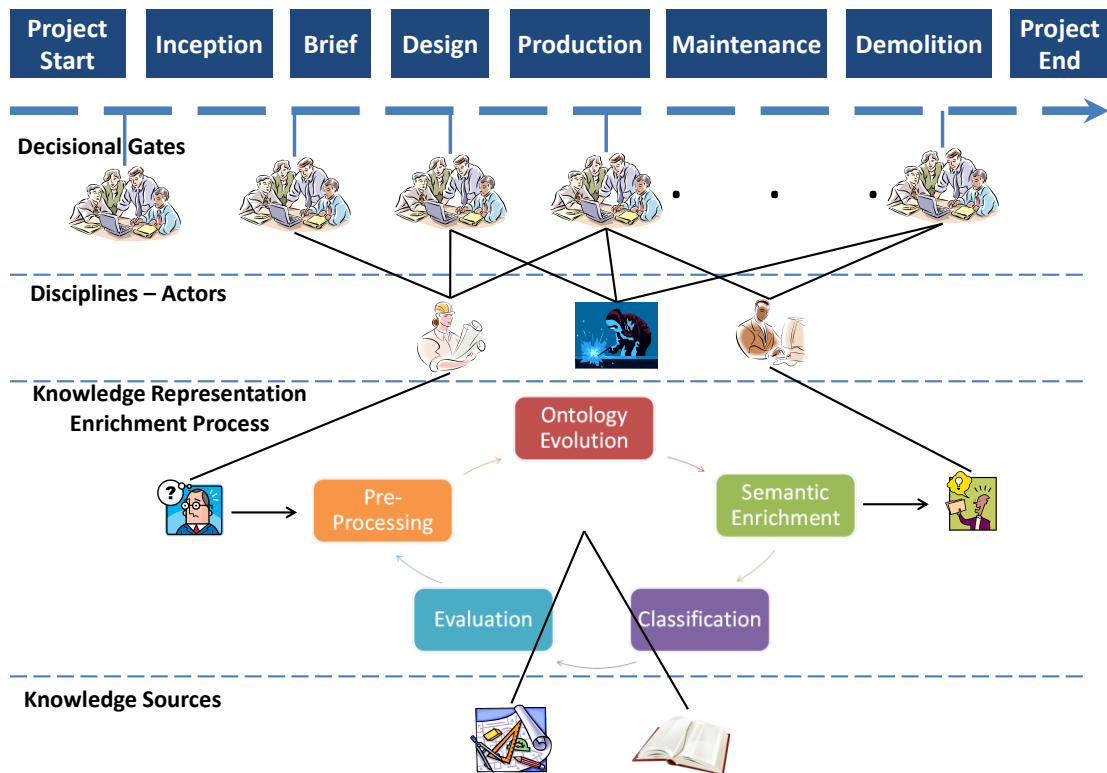 Project
Start
Inception
Brief
Design
Production
Maintenance
Demolition
Project
End
Decisional Gates
. . .
Disciplines – Actors
Knowledge Representation
Enrichment Process
Ontology
Evolution
Pre-
Processing
Semantic
Enrichment
?
Evaluation
Classification
Knowledge Sources